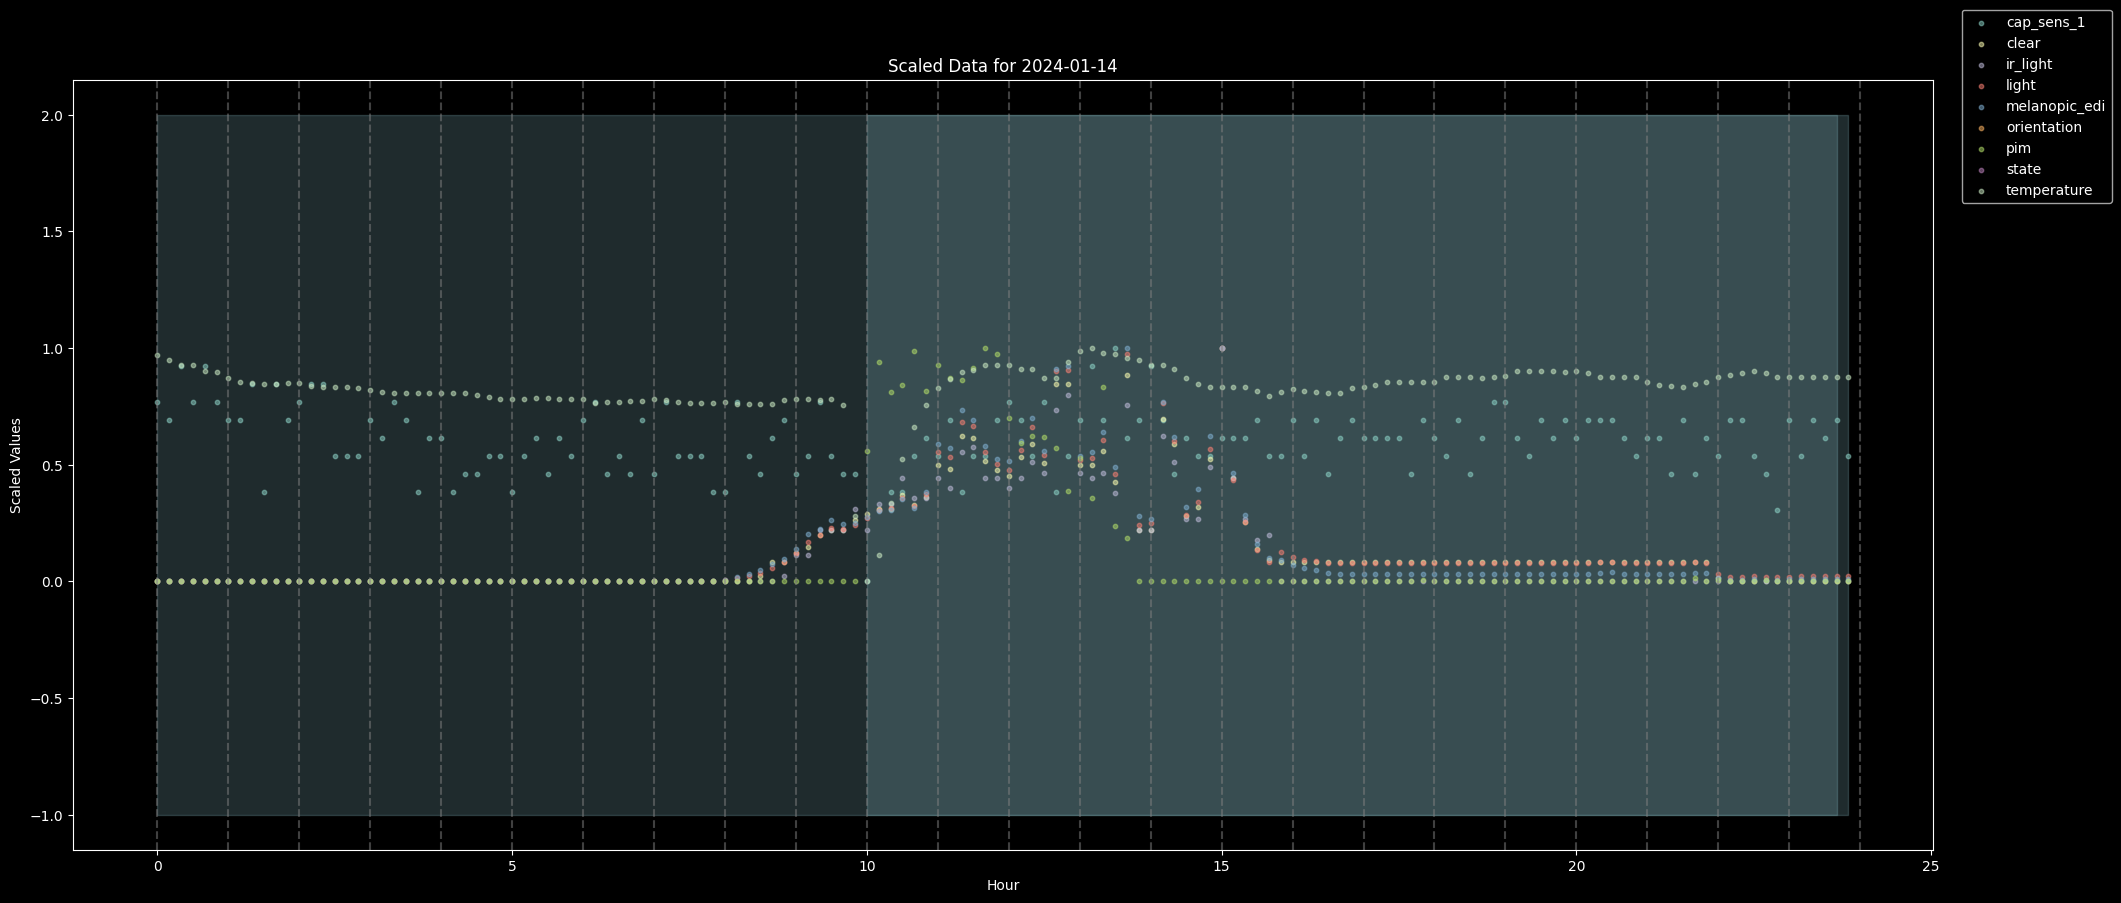 cap_sens_1
clear
ir_light
light
melanopic_edi
orientation
pim
state
temperature
Scaled Data for 2024-01-14
Scaled Values
2.0
1.5
1.0
0.5
0.0
−0.5
−1.0
0 5 10 15 20 25
Hour